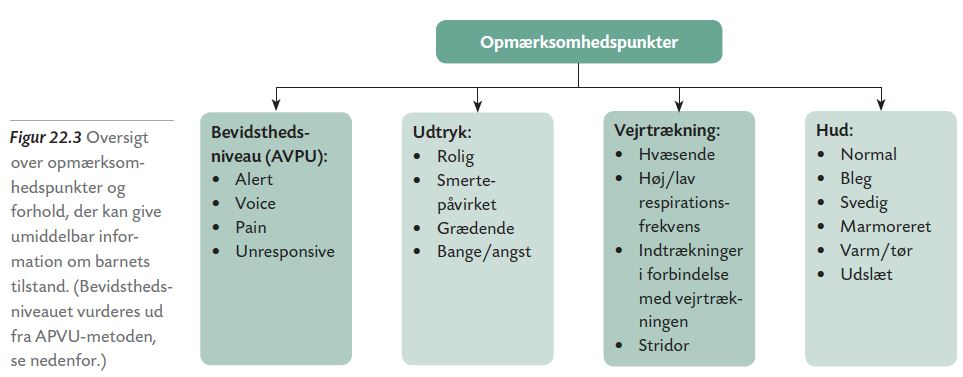 Opmærksomhedspunkter
Figur 22.3 Oversigt
over opmærksom-
hedspunkter og
forhold, der kan give
umiddelbar infor-
mation om barnets
tilstand. (Bevidstheds-
niveauet vurderes ud
fra APVU-metoden,
se nedenfor.)
Bevidstheds-
niveau (AVPU):
• Alert
• Voice
• Pain
• Unresponsive
Udtryk:
• Rolig
• Smerte-
påvirket
• Grædende
• Bange/angst
Vejrtrækning:
• Hvæsende
• Høj/lav
respirations-
frekvens
• Indtrækninger
i forbindelse
med vejrtræk-
ningen
• Stridor
Hud:
• Normal
• Bleg
• Svedig
• Marmoreret
• Varm/tør
• Udslæt